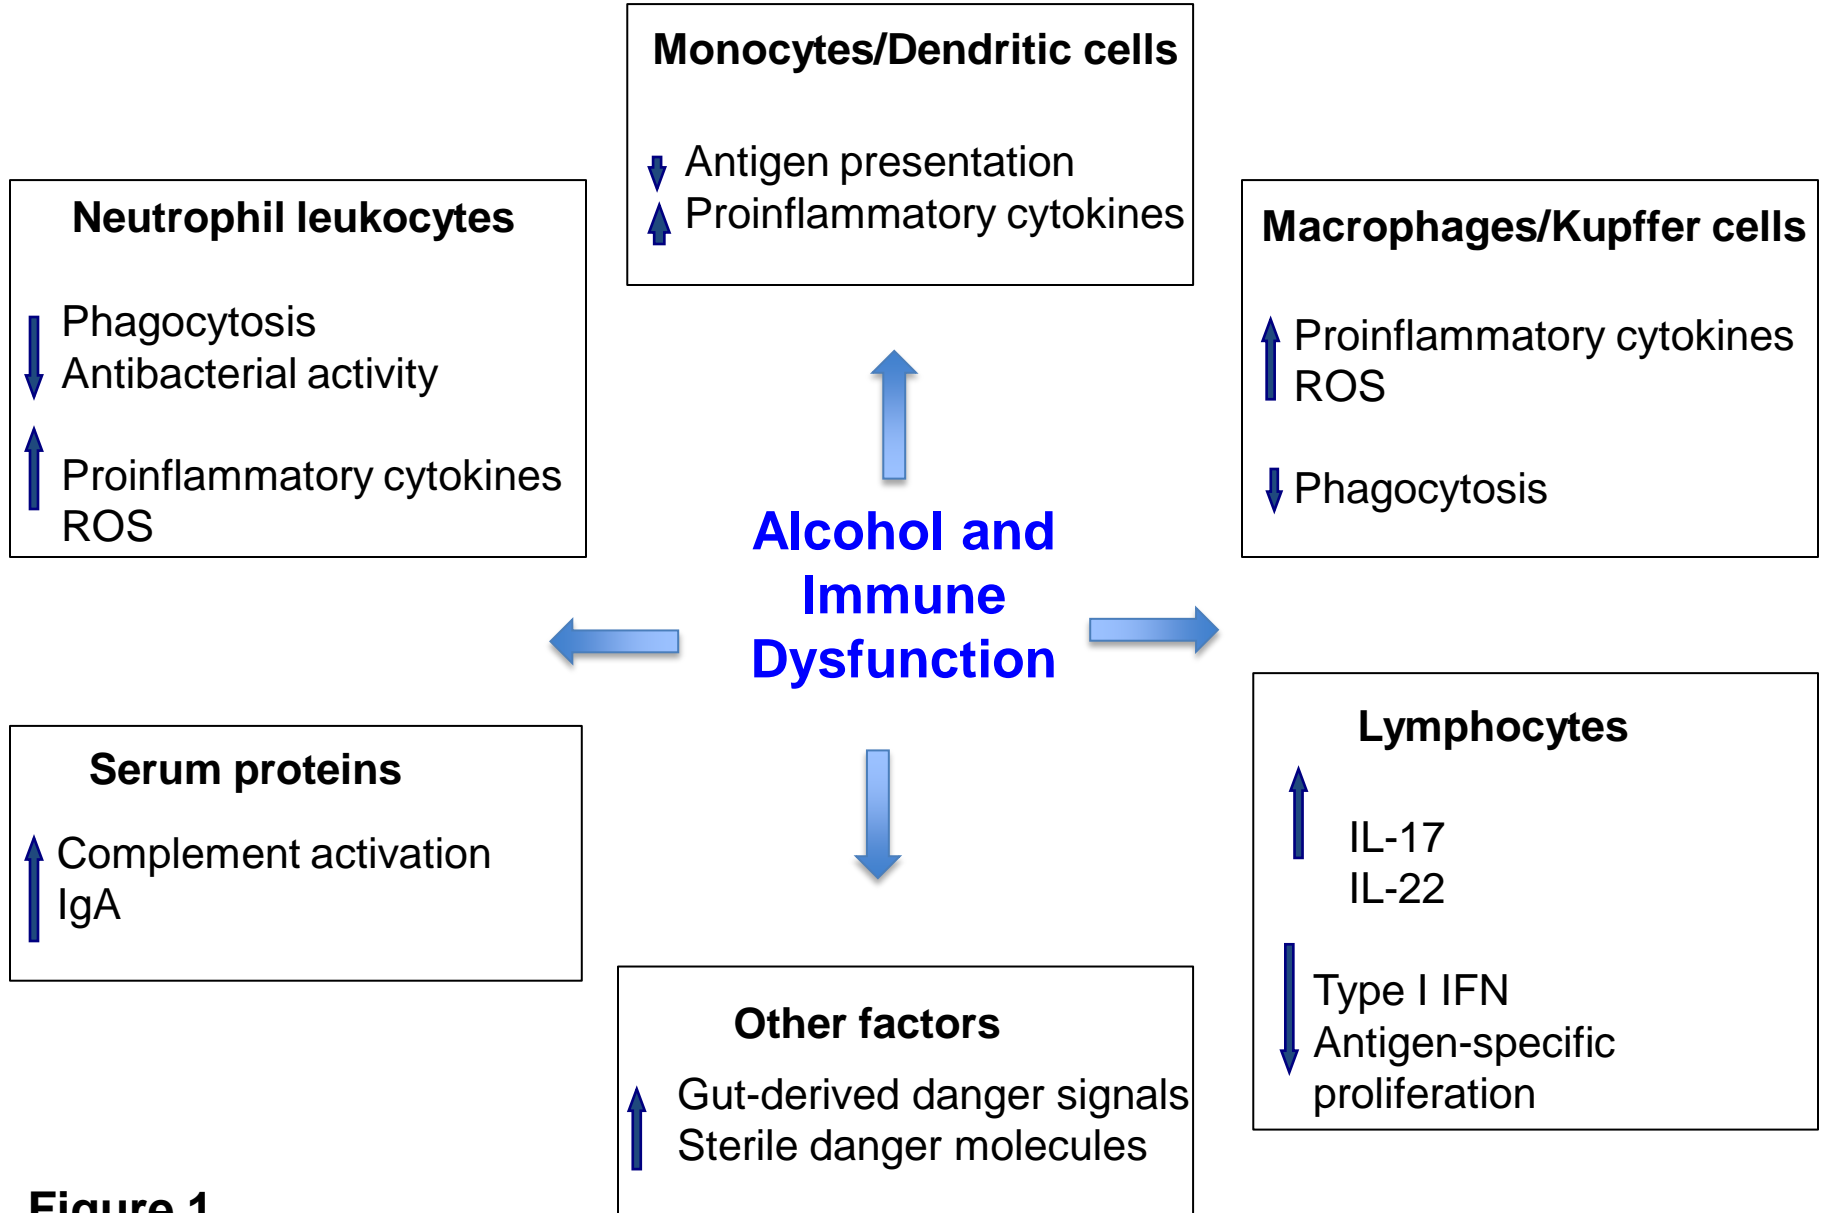 Monocytes/Dendritic cells
Antigen presentation
Proinflammatory cytokines
Neutrophil leukocytes
Phagocytosis
Antibacterial activity
Proinflammatory cytokines
ROS
Macrophages/Kupffer cells
Proinflammatory cytokines
ROS
Phagocytosis
Alcohol and
Immune
Dysfunction
Serum proteins
Complement activation
IgA
Lymphocytes
IL-17
IL-22
Type I IFN
Antigen-specific
proliferation
Other factors
Gut-derived danger signals
Sterile danger molecules
Figure 1